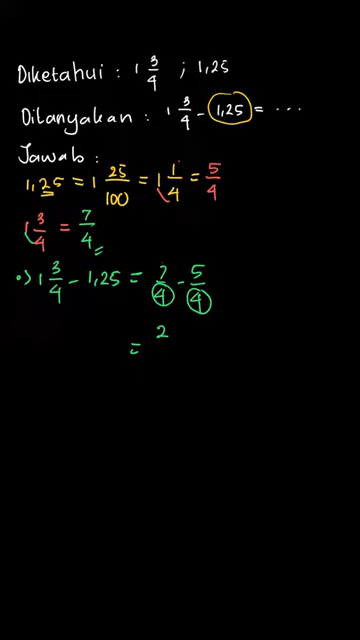 Diketahui : 1 3/4 ; 1,25
Ditanyakan : 1 3/4 - 1,25 = ...
Jawab :
1,25 = 1 25/100 = 1 1/4 = 5/4
1 3/4 = 7/4
•) 1 3/4 - 1,25 = 7/4 - 5/4
= 2